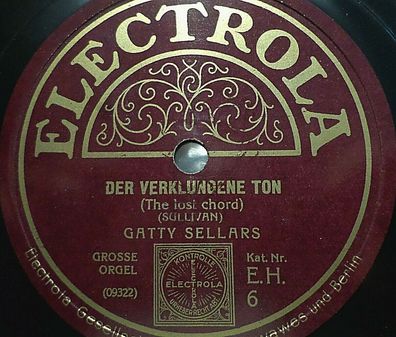 ELECTROLA
DER VERKLUNGENE TON
(The lost chord)
(SULLIVAN)
GATTY SELLARS
GROSSE
ORGEL
(09322)
KONTROLLE
ELECTROLA
Kat. Nr.
E.H.
6
Electrola-Gesellsc
awes und Berlin